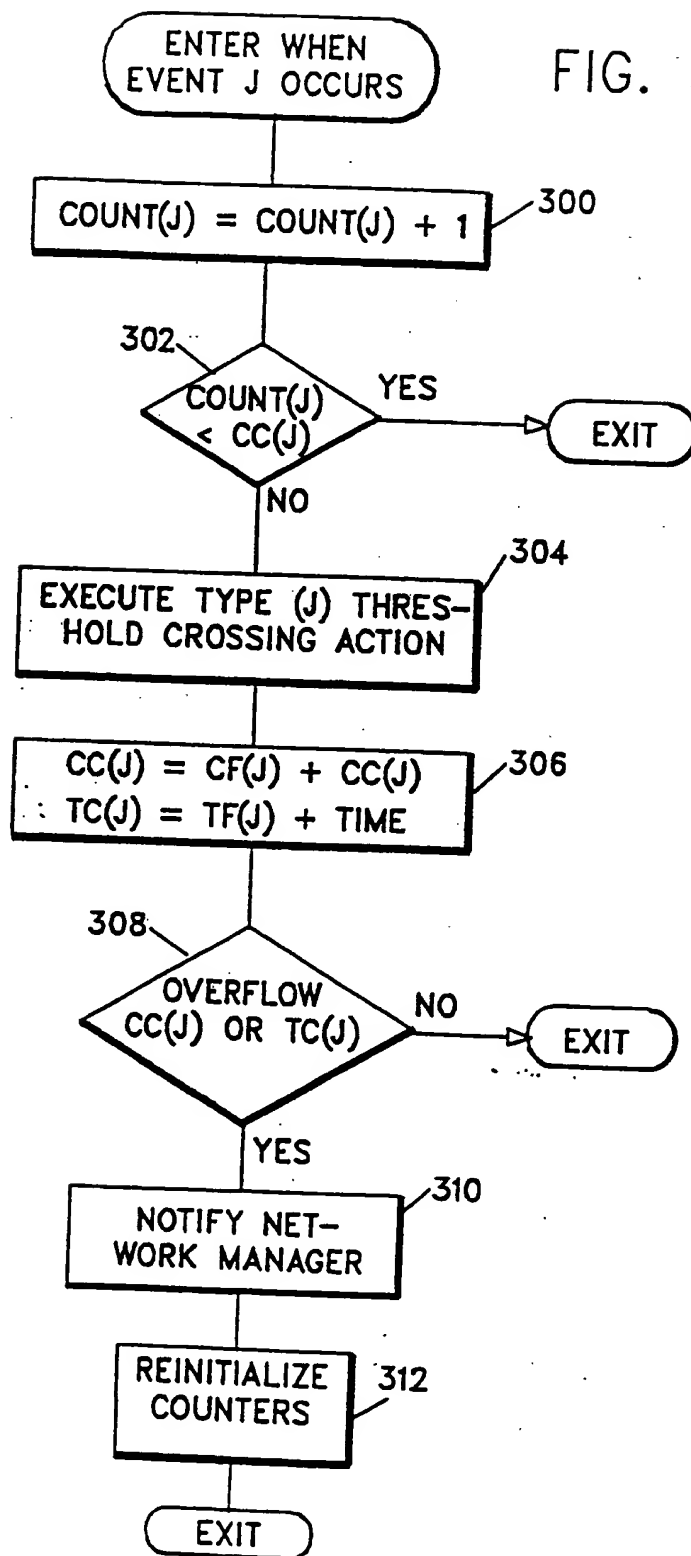 ENTER WHEN
EVENT J OCCURS
FIG.
COUNT(J) = COUNT(J) + 1
300
302
COUNT(J)
< CC(J)
YES
EXIT
NO
304
EXECUTE TYPE (J) THRES-
HOLD CROSSING ACTION
CC(J) = CF(J) + CC(J)
TC(J) = TF(J) + TIME
306
308
OVERFLOW
CC(J) OR TC(J)
NO
EXIT
YES
310
NOTIFY NET-
WORK MANAGER
REINITIALIZE
COUNTERS
312
EXIT